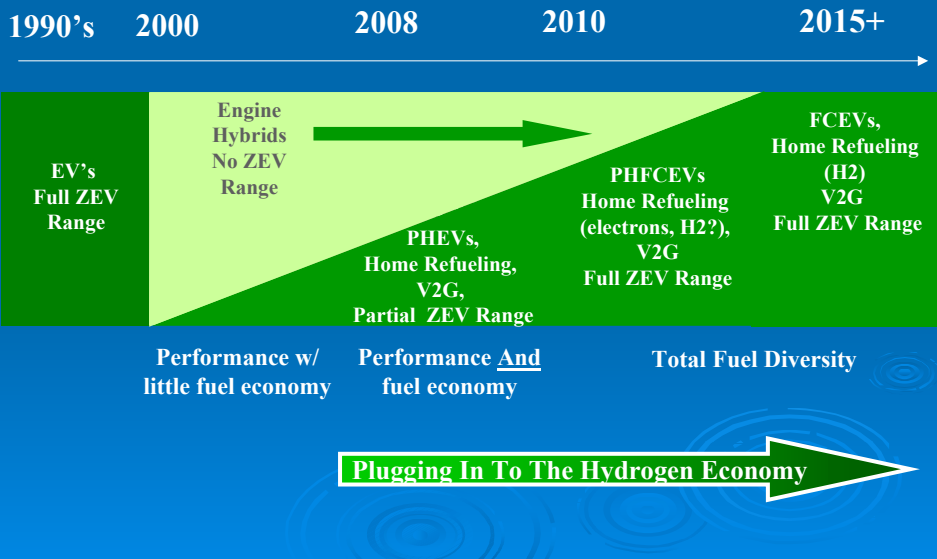 1990's 2000 2008 2010 2015+
EV's
Full ZEV
Range
Engine
Hybrids
No ZEV
Range
PHEVs,
Home Refueling,
V2G,
Partial ZEV Range
PHFCEVs
Home Refueling
(electrons, H2?),
V2G
Full ZEV Range
FCEVs,
Home Refueling
(H2)
V2G
Full ZEV Range
Performance w/
little fuel economy
Performance And
fuel economy
Total Fuel Diversity
Plugging In To The Hydrogen Economy